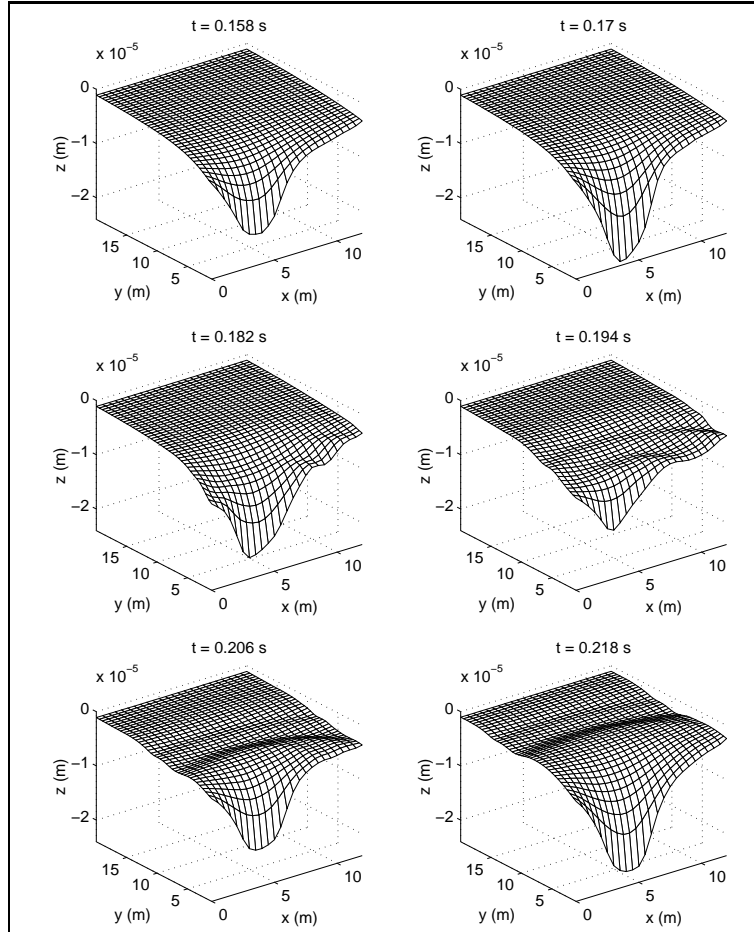 t = 0.158 s
x 10⁻⁵
0
−1
−2
z (m)
15
10
5
y (m)
0
5
10
x (m)
t = 0.17 s
x 10⁻⁵
0
−1
−2
z (m)
15
10
5
y (m)
0
5
10
x (m)
t = 0.182 s
x 10⁻⁵
0
−1
−2
z (m)
15
10
5
y (m)
0
5
10
x (m)
t = 0.194 s
x 10⁻⁵
0
−1
−2
z (m)
15
10
5
y (m)
0
5
10
x (m)
t = 0.206 s
x 10⁻⁵
0
−1
−2
z (m)
15
10
5
y (m)
0
5
10
x (m)
t = 0.218 s
x 10⁻⁵
0
−1
−2
z (m)
15
10
5
y (m)
0
5
10
x (m)